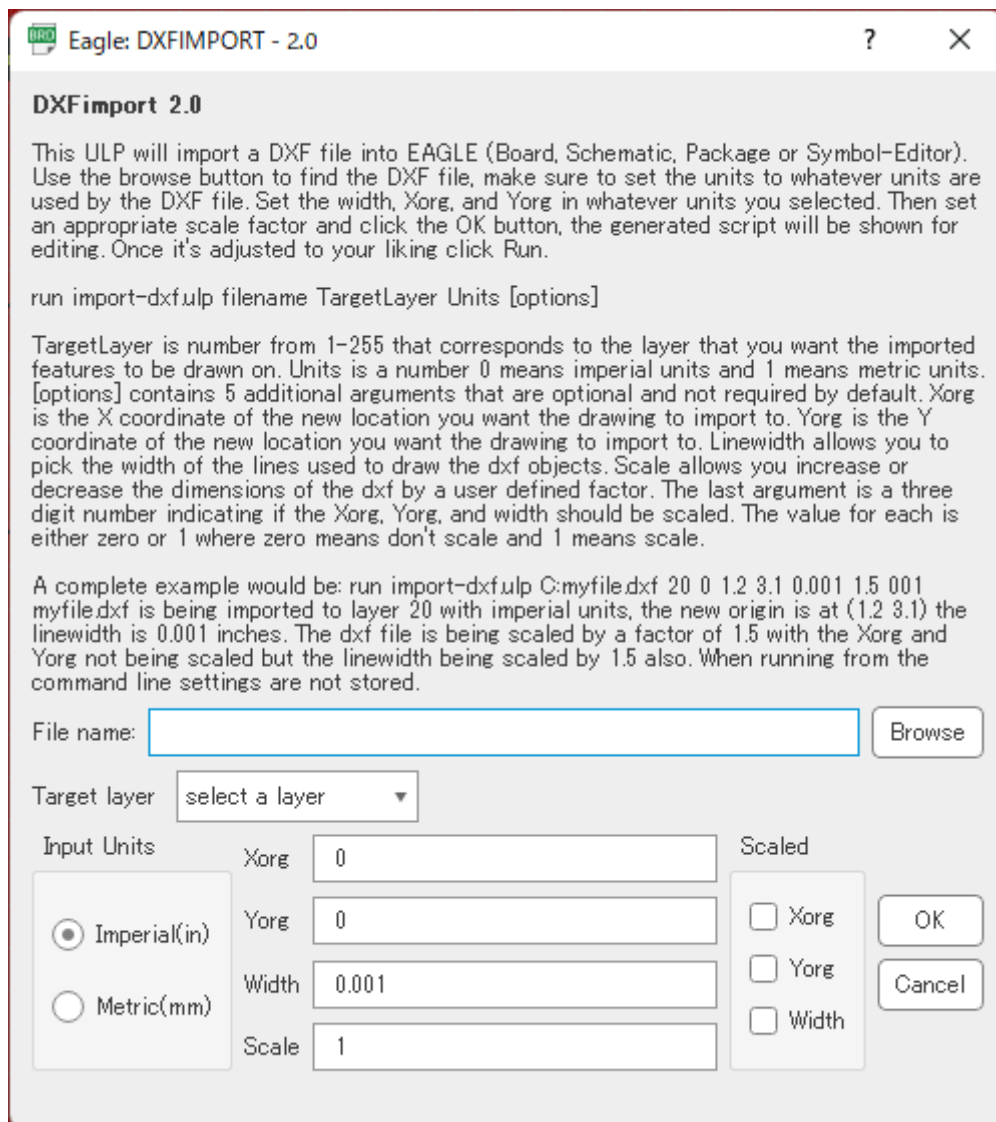 Eagle: DXFIMPORT - 2.0
?
BRD
DXFimport 2.0
This ULP will import a DXF file into EAGLE (Board, Schematic, Package or Symbol-Editor).
Use the browse button to find the DXF file, make sure to set the units to whatever units are
used by the DXF file. Set the width, Xorg, and Yorg in whatever units you selected. Then set
an appropriate scale factor and click the OK button, the generated script will be shown for
editing. Once it's adjusted to your liking click Run.
run import-dxf.ulp filename TargetLayer Units [options]
TargetLayer is number from 1-255 that corresponds to the layer that you want the imported
features to be drawn on. Units is a number 0 means imperial units and 1 means metric units.
[options] contains 5 additional arguments that are optional and not required by default. Xorg
is the X coordinate of the new location you want the drawing to import to. Yorg is the Y
coordinate of the new location you want the drawing to import to. Linewidth allows you to
pick the width of the lines used to draw the dxf objects. Scale allows you increase or
decrease the dimensions of the dxf by a user defined factor. The last argument is a three
digit number indicating if the Xorg, Yorg, and width should be scaled. The value for each is
either zero or 1 where zero means don't scale and 1 means scale.
A complete example would be: run import-dxf.ulp C:myfile.dxf 20 0 1.2 3.1 0.001 1.5 001
myfile.dxf is being imported to layer 20 with imperial units, the new origin is at (1.2 3.1) the
linewidth is 0.001 inches. The dxf file is being scaled by a factor of 1.5 with the Xorg and
Yorg not being scaled but the linewidth being scaled by 1.5 also. When running from the
command line settings are not stored.
File name:
Browse
Target layer
select a layer
Input Units
Imperial(in)
Metric(mm)
Xorg 0
Yorg 0
Width 0.001
Scale 1
Scaled
Xorg
Yorg
Width
OK
Cancel